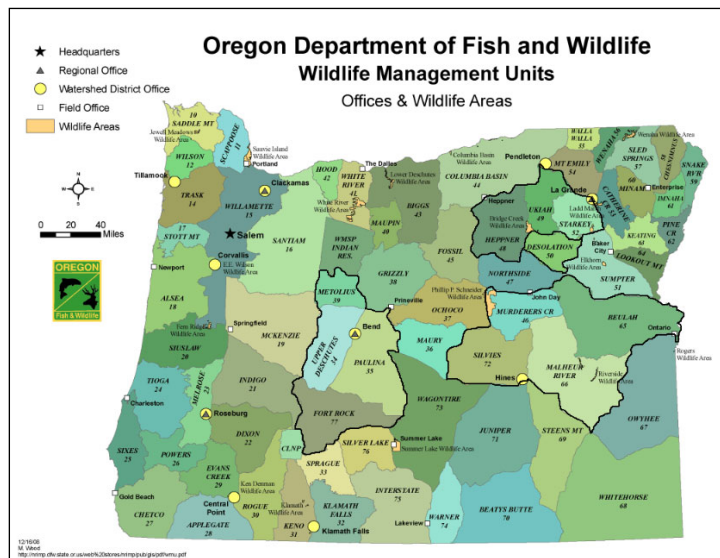 Oregon Department of Fish and Wildlife
Wildlife Management Units
Offices & Wildlife Areas
Headquarters
Regional Office
Watershed District Office
Field Office
Wildlife Areas
0 20 40
Miles
OREGON
Fish & Wildlife
10
SADDLE MT
Jewell Meadows
Wildlife Area
SCAPPOOSE
11
Sauvie Island
Wildlife Area
Portland
WILSON
12
Tillamook
TRASK
14
Clackamas
WILLAMETTE
15
Salem
17
STOTT MT
Corvallis
E.E. Wilson
Wildlife Area
Newport
ALSEA
18
SANTIAM
16
HOOD
42
WHITE
RIVER
41
The Dalles
White River
Wildlife Area
Lower Deschutes
Wildlife Area
MAUPIN
40
BIGGS
43
Columbia Basin
Wildlife Area
COLUMBIA BASIN
44
WMSP
INDIAN
RES.
GRIZZLY
38
FOSSIL
45
Pendleton
MT EMILY
54
WALLA
WALLA
55
WENAHA
Wenaha Wildlife Area
SLED
SPRINGS
57
CHESNIMNUS
SNAKE
RVR
59
Enterprise
60
MINAM
IMNAHA
61
CATHERINE
CR 53
PINE CR
62
KEATING
63
LOOKOUT MT
64
Heppner
HEPPNER
48
UKIAH
49
La Grande
Ladd Marsh
Wildlife Area
STARKEY
52
Bridge Creek
Wildlife Area
DESOLATION
50
Baker
City
Elkhorn
Wildlife Area
SUMPTER
51
NORTHSIDE
47
John Day
METOLIUS
39
Prineville
Phillip F. Schneider
Wildlife Area
OCHOCO
37
MURDERERS CR
46
BEULAH
65
Ontario
Rogers Wildlife Area
Bend
UPPER
DESCHUTES
34
PAULINA
35
MAURY
36
SILVIES
72
MALHEUR
RIVER
66
Riverside
Wildlife Area
Hines
OWYHEE
67
Fern Ridge
Wildlife Area
Springfield
MCKENZIE
19
SIUSLAW
20
TIOGA
24
Charleston
MELROSE
23
INDIGO
21
Roseburg
DIXON
22
FORT ROCK
77
WAGONTIRE
73
JUNIPER
71
STEENS MT
69
SIXES
25
POWERS
26
EVANS
CREEK
29
CLNP
SILVER LAKE
76
Summer Lake
Summer Lake Wildlife Area
SPRAGUE
33
Ken Denman
Wildlife Area
Klamath
Wildlife Area
Gold Beach
CHETCO
27
Central
Point
APPLEGATE
28
ROGUE
30
KENO
31
KLAMATH
FALLS
32
Klamath Falls
INTERSTATE
75
Lakeview
WARNER
74
BEATYS BUTTE
70
WHITEHORSE
68
12/16/08
M. Wood